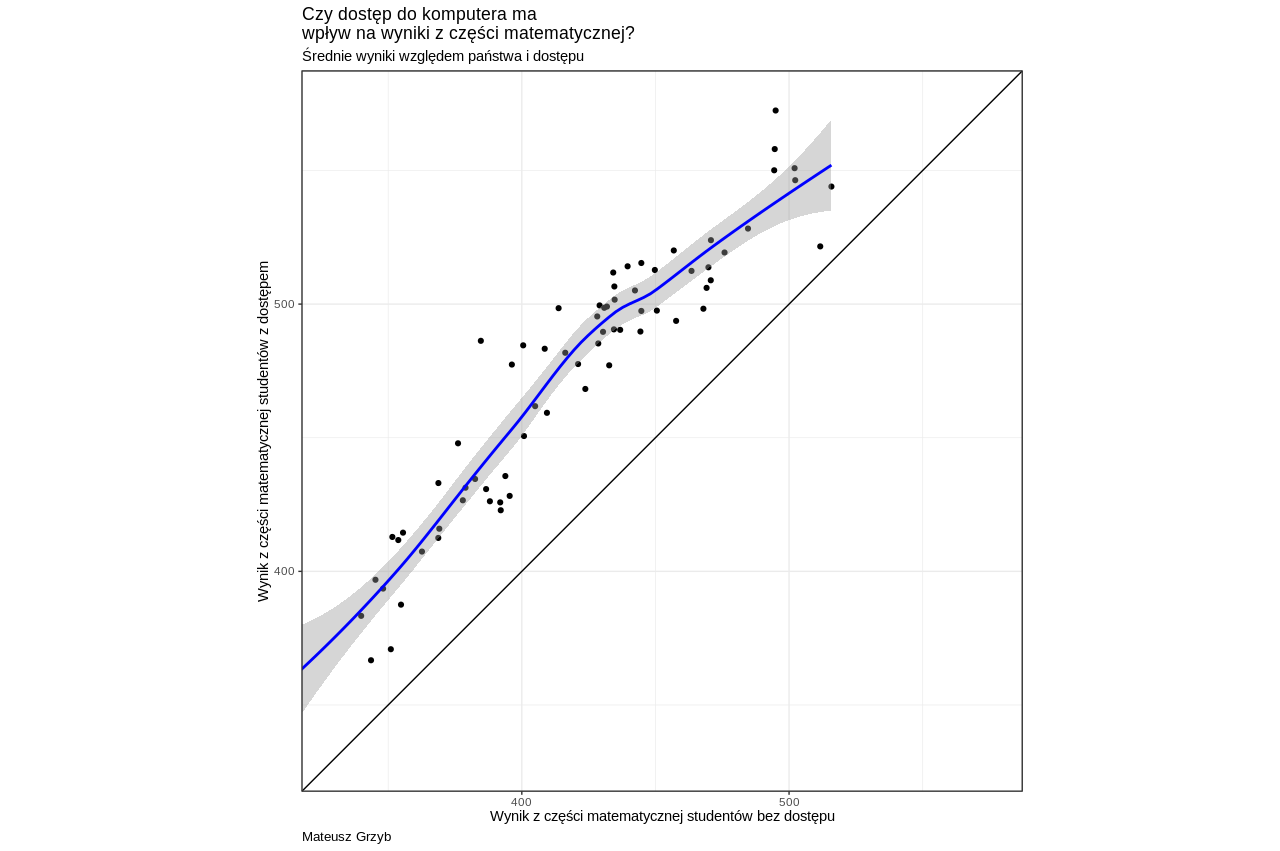 Czy dostęp do komputera ma
wpływ na wyniki z części matematycznej?
Średnie wyniki względem państwa i dostępu
Wynik z części matematycznej studentów z dostępem
500
400
400
500
Wynik z części matematycznej studentów bez dostępu
Mateusz Grzyb